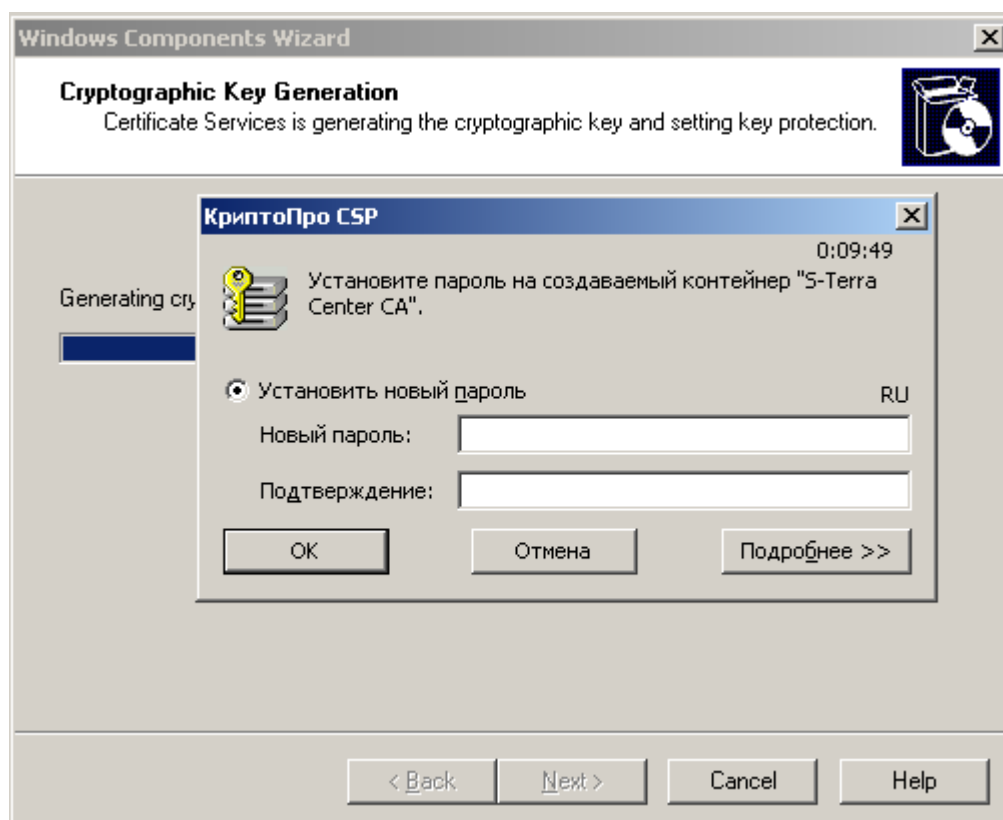 Windows Components Wizard
Cryptographic Key Generation
Certificate Services is generating the cryptographic key and setting key protection.
КриптоПро CSP
0:09:49
Установите пароль на создаваемый контейнер "S-Terra
Center CA".
Generating cry
Установить новый пароль
RU
Новый пароль:
Подтверждение:
OK
Отмена
Подробнее >>
< Back
Next >
Cancel
Help